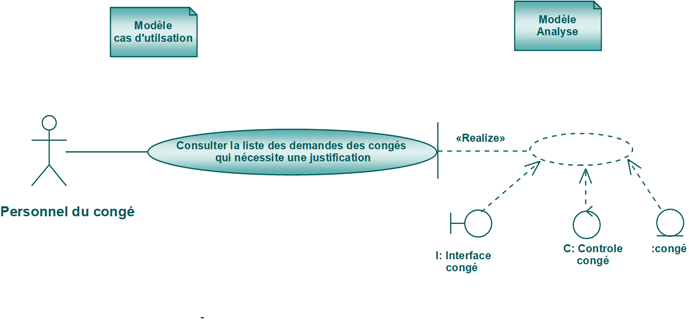 Modèle
cas d'utilsation
Modèle
Analyse
Consulter la liste des demandes des congés
qui nécessite une justification
«Realize»
Personnel du congé
I: Interface
congé
C: Controle
congé
:congé
-